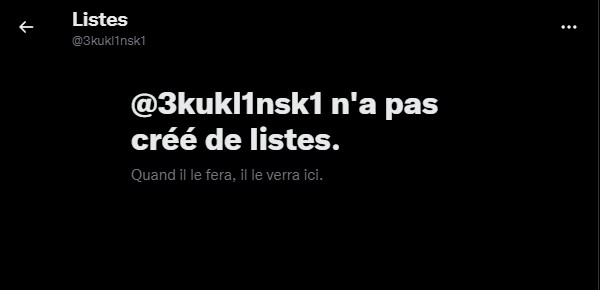 Listes
@3kukl1nsk1
@3kukl1nsk1 n'a pas
créé de listes.
Quand il le fera, il le verra ici.